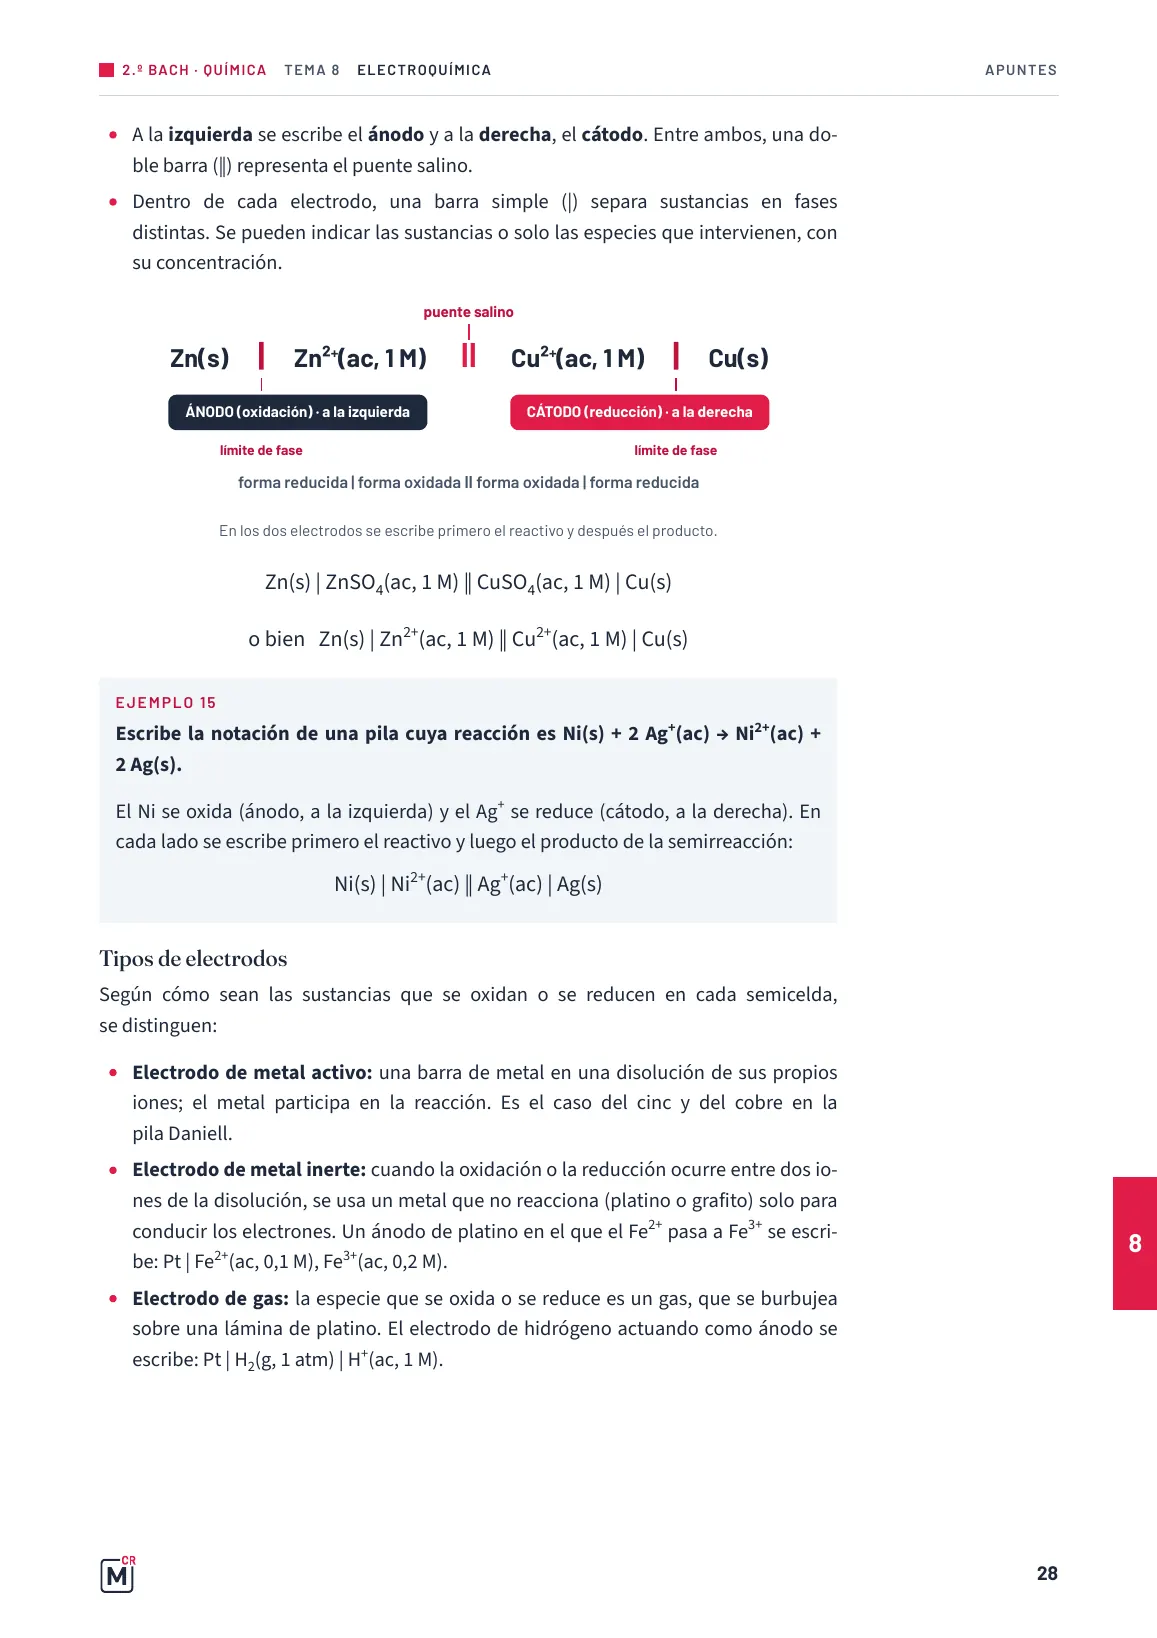 2.º BACH · QUÍMICA TEMA 8 ELECTROQUÍMICA APUNTES
• A la izquierda se escribe el ánodo y a la derecha, el cátodo. Entre ambos, una do-
ble barra (‖) representa el puente salino.
• Dentro de cada electrodo, una barra simple (|) separa sustancias en fases
distintas. Se pueden indicar las sustancias o solo las especies que intervienen, con
su concentración.
puente salino
Zn(s) | Zn²⁺(ac, 1 M) || Cu²⁺(ac, 1 M) | Cu(s)
ÁNODO (oxidación) · a la izquierda CÁTODO (reducción) · a la derecha
límite de fase límite de fase
forma reducida | forma oxidada || forma oxidada | forma reducida
En los dos electrodos se escribe primero el reactivo y después el producto.
Zn(s) | ZnSO₄(ac, 1 M) ‖ CuSO₄(ac, 1 M) | Cu(s)
o bien Zn(s) | Zn²⁺(ac, 1 M) ‖ Cu²⁺(ac, 1 M) | Cu(s)
EJEMPLO 15
Escribe la notación de una pila cuya reacción es Ni(s) + 2 Ag⁺(ac) → Ni²⁺(ac) +
2 Ag(s).
El Ni se oxida (ánodo, a la izquierda) y el Ag⁺ se reduce (cátodo, a la derecha). En
cada lado se escribe primero el reactivo y luego el producto de la semirreacción:
Ni(s) | Ni²⁺(ac) ‖ Ag⁺(ac) | Ag(s)
Tipos de electrodos
Según cómo sean las sustancias que se oxidan o se reducen en cada semicelda,
se distinguen:
• Electrodo de metal activo: una barra de metal en una disolución de sus propios
iones; el metal participa en la reacción. Es el caso del cinc y del cobre en la
pila Daniell.
• Electrodo de metal inerte: cuando la oxidación o la reducción ocurre entre dos io-
nes de la disolución, se usa un metal que no reacciona (platino o grafito) solo para
conducir los electrones. Un ánodo de platino en el que el Fe²⁺ pasa a Fe³⁺ se escri-
be: Pt | Fe²⁺(ac, 0,1 M), Fe³⁺(ac, 0,2 M).
• Electrodo de gas: la especie que se oxida o se reduce es un gas, que se burbujea
sobre una lámina de platino. El electrodo de hidrógeno actuando como ánodo se
escribe: Pt | H₂(g, 1 atm) | H⁺(ac, 1 M).
8
M CR
28